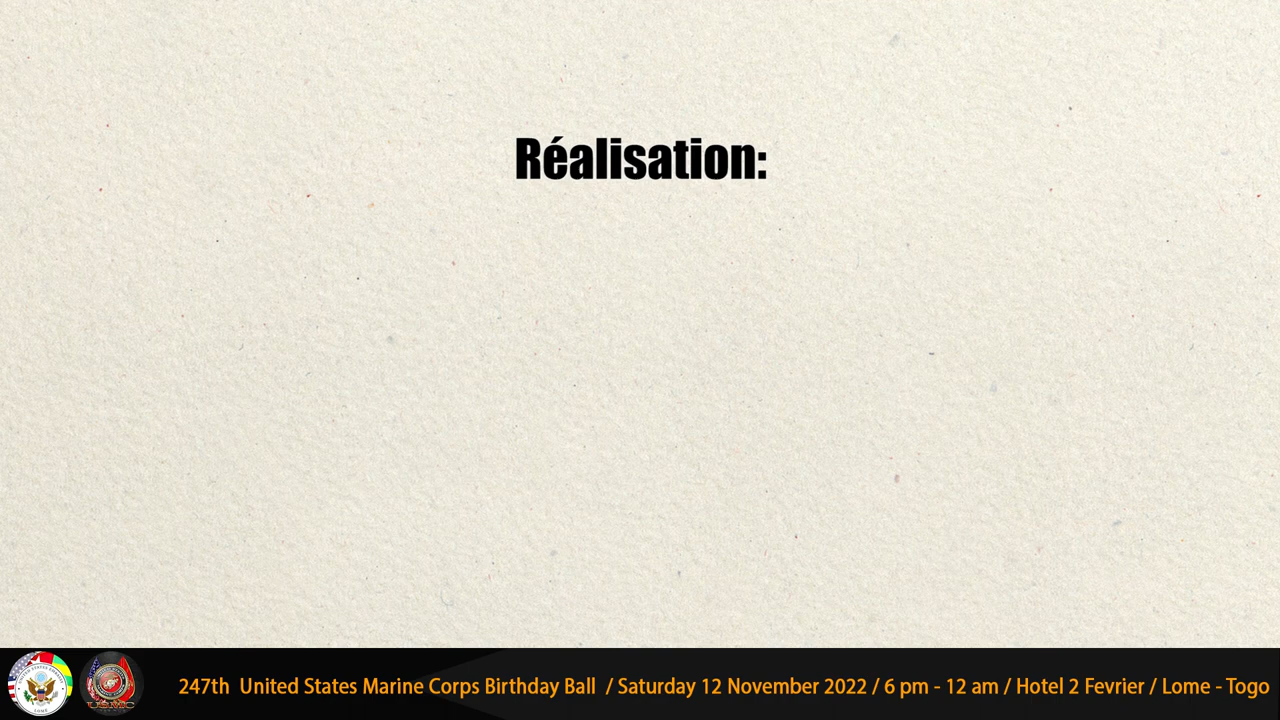 Réalisation:
247th United States Marine Corps Birthday Ball / Saturday 12 November 2022 / 6 pm - 12 am / Hotel 2 Fevrier / Lome - Togo
USMC